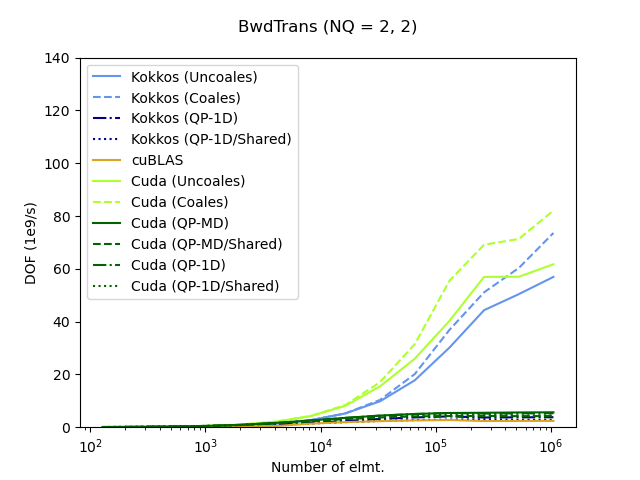 BwdTrans (NQ = 2, 2)
140
120
100
80
60
40
20
0
DOF (1e9/s)
Kokkos (Uncoales)
Kokkos (Coales)
Kokkos (QP-1D)
Kokkos (QP-1D/Shared)
cuBLAS
Cuda (Uncoales)
Cuda (Coales)
Cuda (QP-MD)
Cuda (QP-MD/Shared)
Cuda (QP-1D)
Cuda (QP-1D/Shared)
10² 10³ 10⁴ 10⁵ 10⁶
Number of elmt.